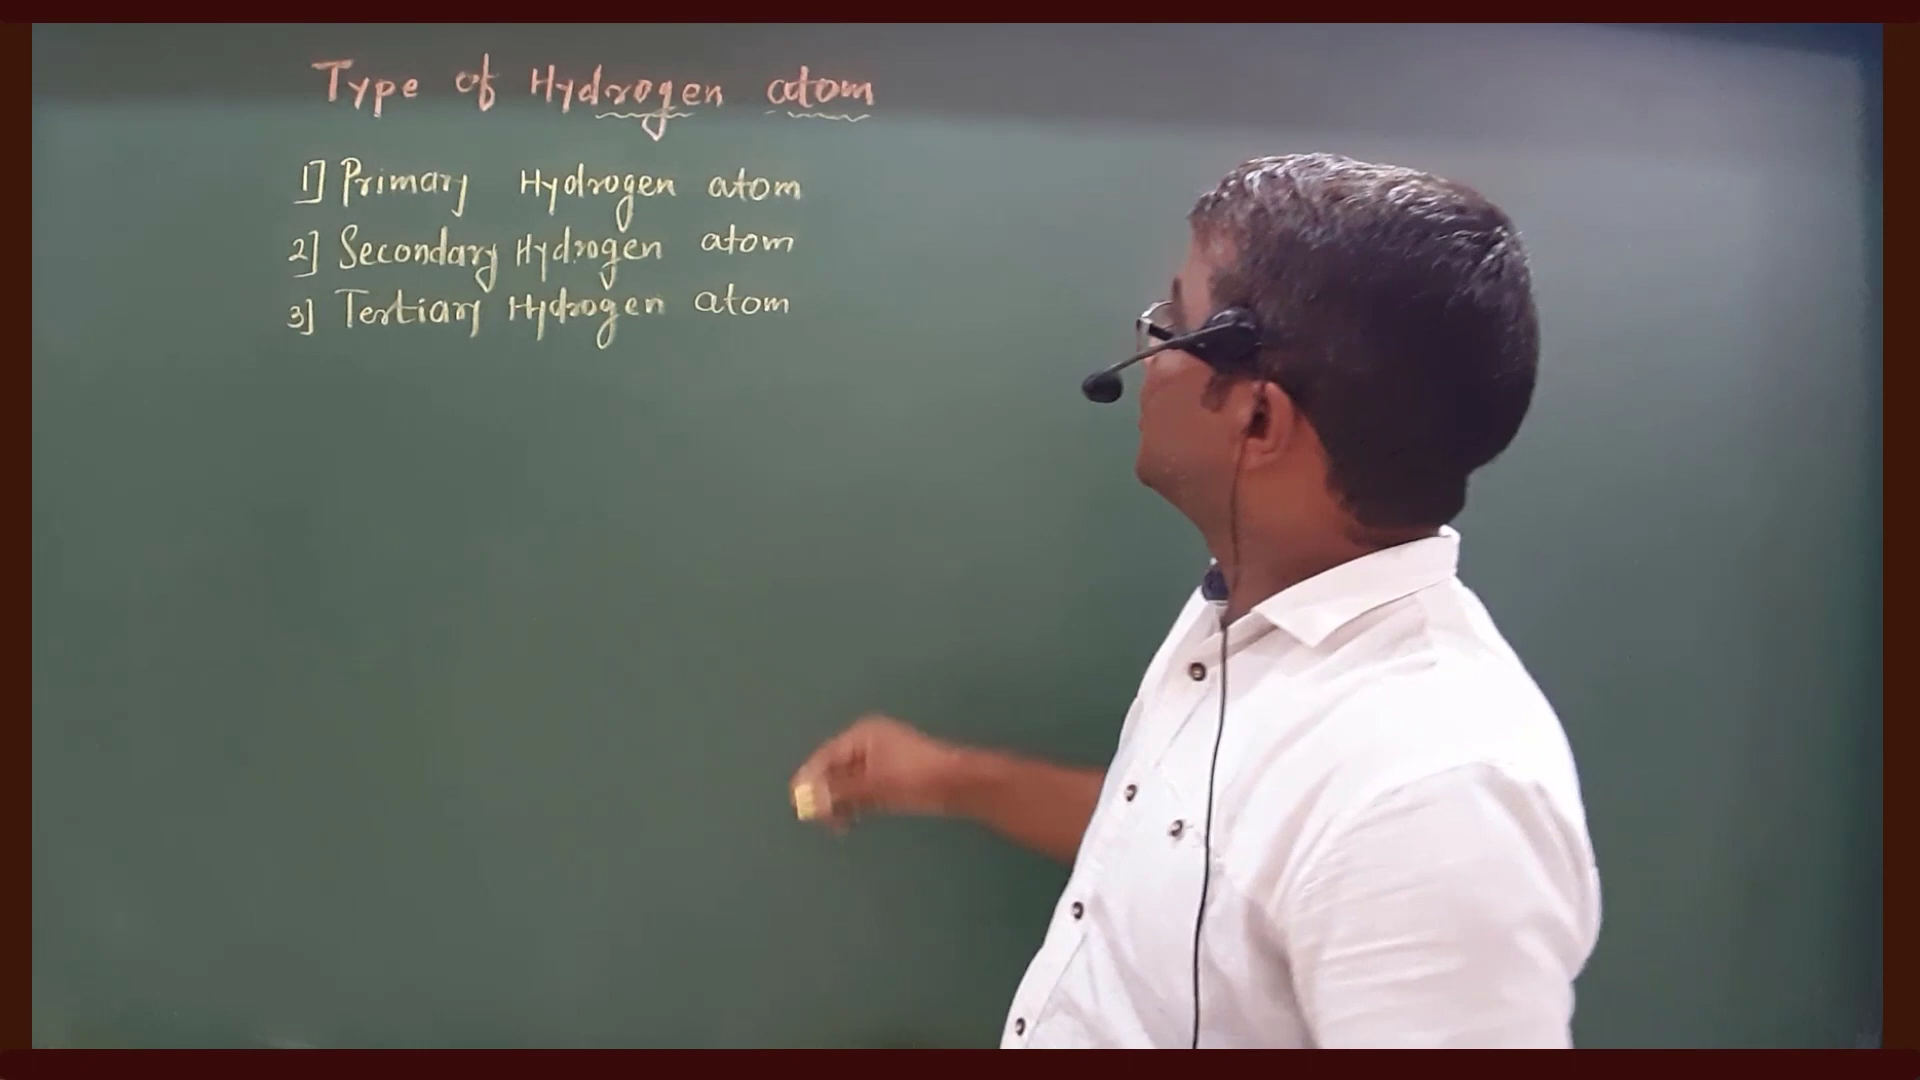 Type of Hydrogen atom
1] Primary Hydrogen atom
2] Secondary Hydrogen atom
3] Tertiary Hydrogen atom